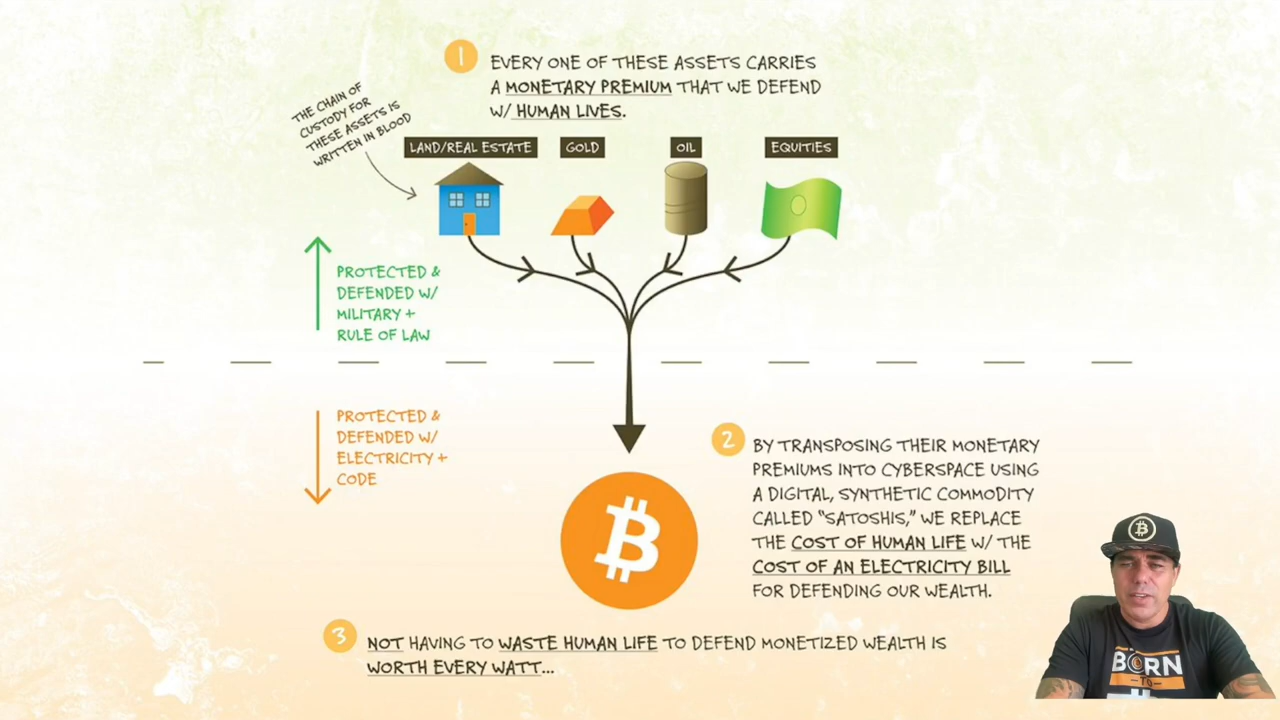 1
EVERY ONE OF THESE ASSETS CARRIES
A MONETARY PREMIUM THAT WE DEFEND
W/ HUMAN LIVES.
THE CHAIN OF
CUSTODY FOR
THESE ASSETS IS
WRITTEN IN BLOOD
LAND/REAL ESTATE
GOLD
OIL
EQUITIES
PROTECTED &
DEFENDED W/
MILITARY +
RULE OF LAW
PROTECTED &
DEFENDED W/
ELECTRICITY +
CODE
2
BY TRANSPOSING THEIR MONETARY
PREMIUMS INTO CYBERSPACE USING
A DIGITAL, SYNTHETIC COMMODITY
CALLED "SATOSHIS," WE REPLACE
THE COST OF HUMAN LIFE W/ THE
COST OF AN ELECTRICITY BILL
FOR DEFENDING OUR WEALTH.
3
NOT HAVING TO WASTE HUMAN LIFE TO DEFEND MONETIZED WEALTH IS
WORTH EVERY WATT...
BORN
TO